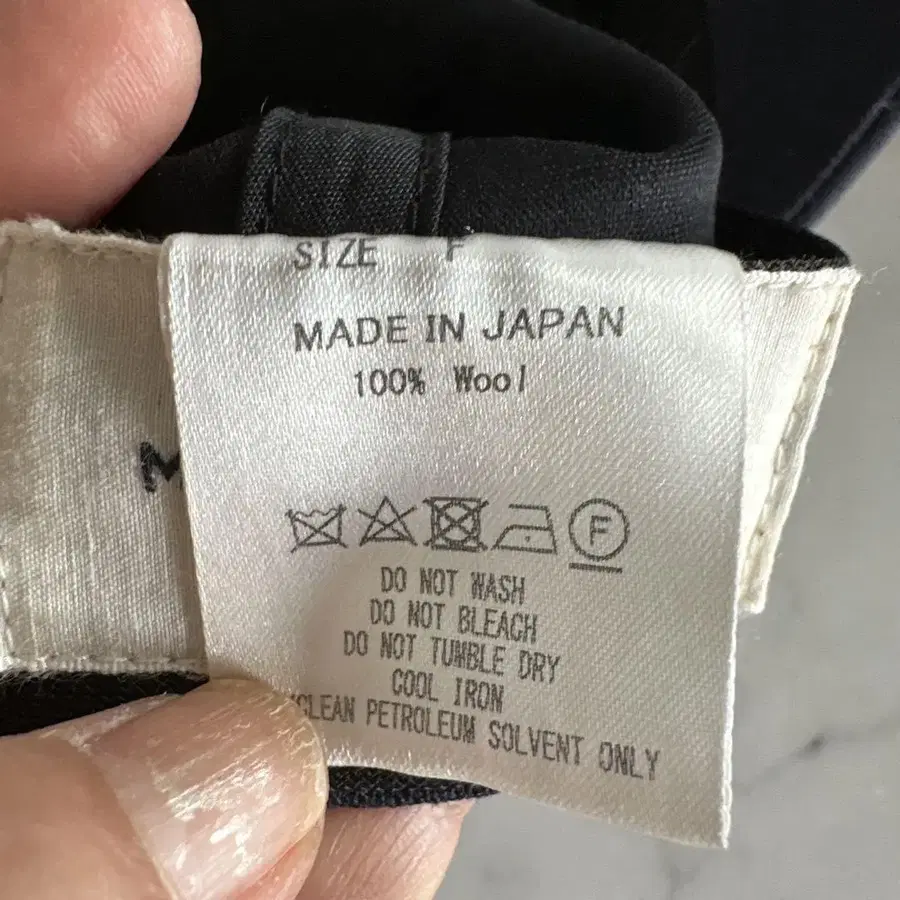 SIZE F
MADE IN JAPAN
100% Wool
M
F
DO NOT WASH
DO NOT BLEACH
DO NOT TUMBLE DRY
COOL IRON
CLEAN PETROLEUM SOLVENT ONLY